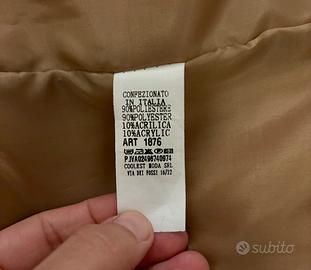 CONFEZIONATO
IN ITALIA
90%POLIESTERE
90%POLYESTER
10%ACRILICA
10%ACRYLIC
ART 1876
P.IVA02496740974
COOLEST MODA SRL
VIA DEI FOSSI 16/22
subito